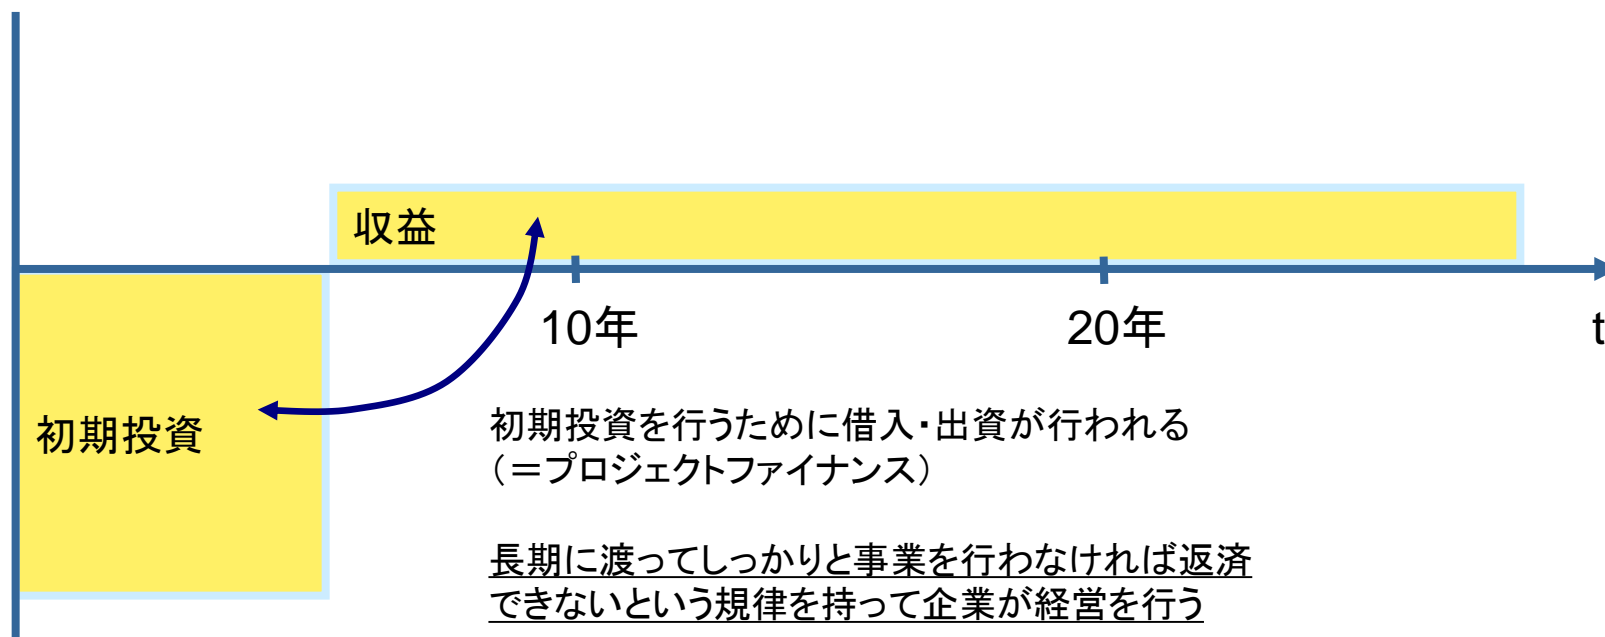 収益
10年
20年
t
初期投資
初期投資を行うために借入・出資が行われる
（＝プロジェクトファイナンス）
長期に渡ってしっかりと事業を行わなければ返済
できないという規律を持って企業が経営を行う